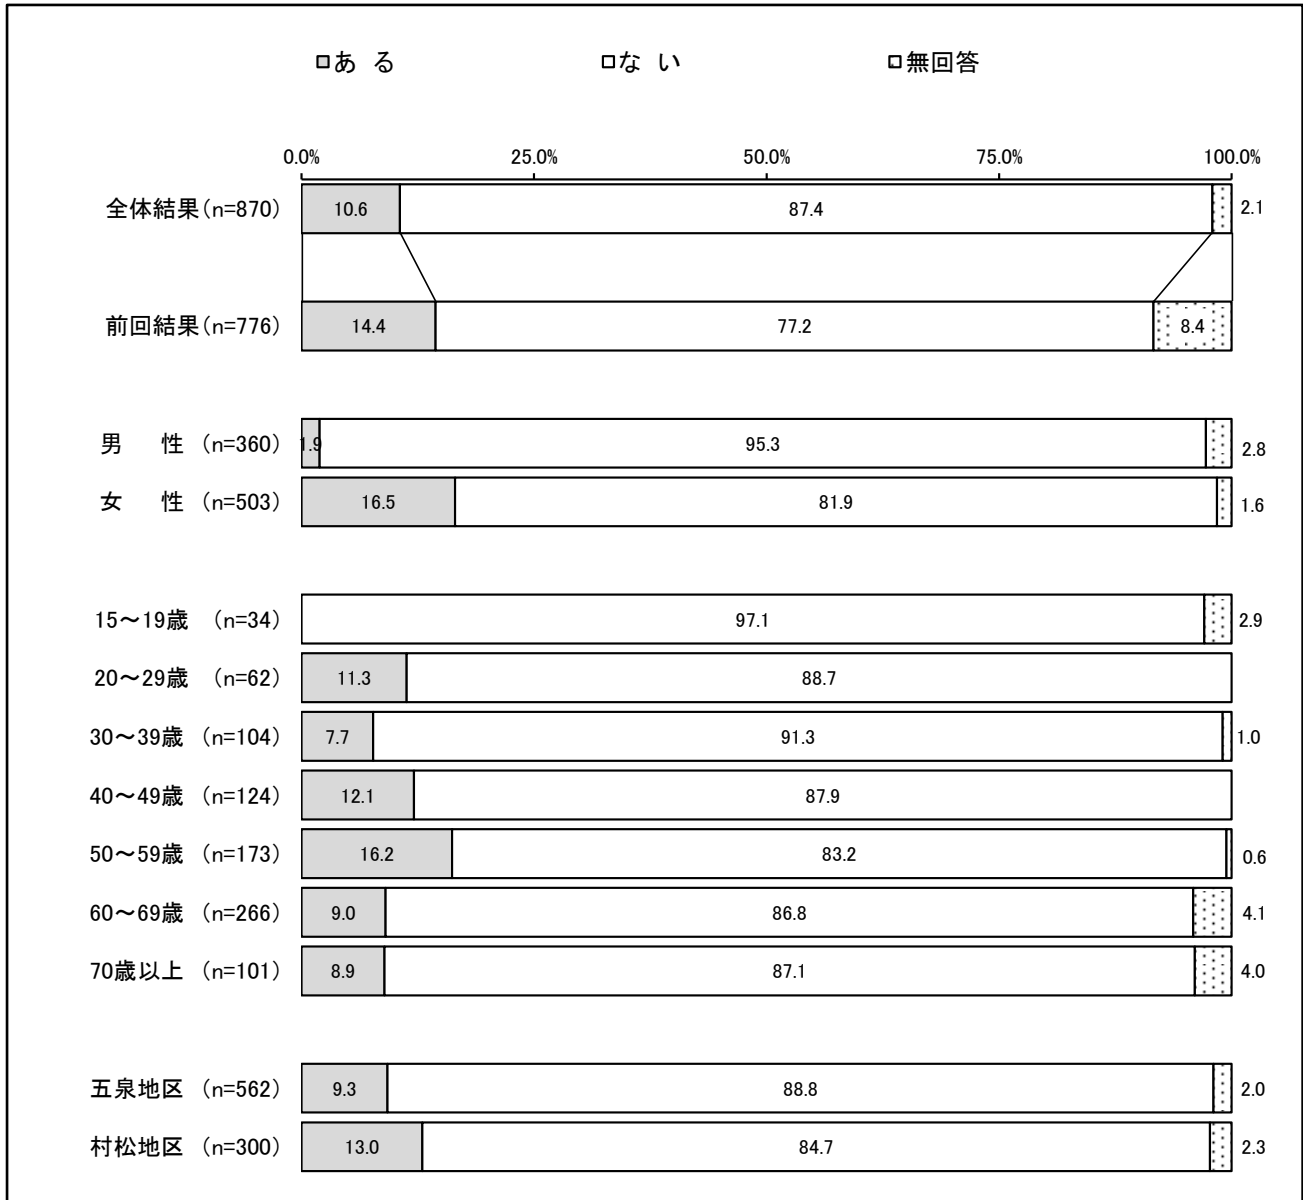 あ る ない 無回答
0.0% 25.0% 50.0% 75.0% 100.0%
全体結果(n=870) 10.6 87.4 2.1
前回結果(n=776) 14.4 77.2 8.4
男 性 (n=360) 1.9 95.3 2.8
女 性 (n=503) 16.5 81.9 1.6
15～19歳 (n=34) 97.1 2.9
20～29歳 (n=62) 11.3 88.7
30～39歳 (n=104) 7.7 91.3 1.0
40～49歳 (n=124) 12.1 87.9
50～59歳 (n=173) 16.2 83.2 0.6
60～69歳 (n=266) 9.0 86.8 4.1
70歳以上 (n=101) 8.9 87.1 4.0
五泉地区 (n=562) 9.3 88.8 2.0
村松地区 (n=300) 13.0 84.7 2.3